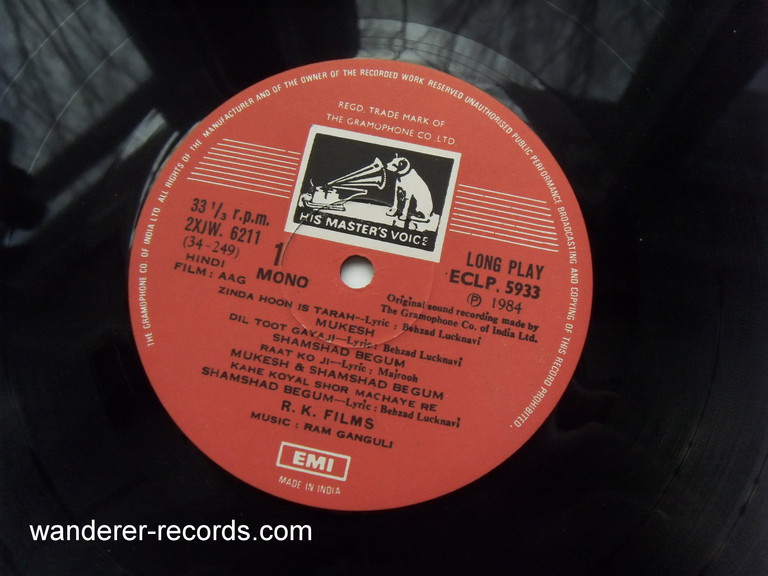 THE GRAMOPHONE CO. OF INDIA LTD. ALL RIGHTS OF THE MANUFACTURER AND OF THE OWNER OF THE RECORDED WORK RESERVED UNAUTHORISED PUBLIC PERFORMANCE BROADCASTING AND COPYING OF THIS RECORD PROHIBITED.
REGD. TRADE MARK OF
THE GRAMOPHONE CO. LTD.
HIS MASTER'S VOICE
33 1/3 r.p.m.
2XJW. 6211
(34-249)
HINDI
FILM : AAG
1
MONO
LONG PLAY
ECLP. 5933
Ⓟ 1984
Original sound recording made by
The Gramophone Co. of India Ltd.
ZINDA HOON IS TARAH—Lyric : Behzad Lucknavi
MUKESH
DIL TOOT GAYAJI—Lyric : Behzad Lucknavi
SHAMSHAD BEGUM
RAAT KO JI—Lyric : Majrooh
MUKESH & SHAMSHAD BEGUM
KAHE KOYAL SHOR MACHAYE RE
SHAMSHAD BEGUM—Lyric : Behzad Lucknavi
R. K. FILMS
MUSIC : RAM GANGULI
EMI
MADE IN INDIA
wanderer-records.com